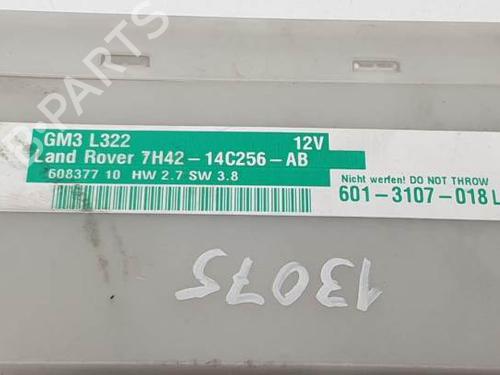 GM3 L322 12V
Land Rover 7H42-14C256-AB
608377 10 HW 2.7 SW 3.8
Nicht werfen! DO NOT THROW
601-3107-018L
13075